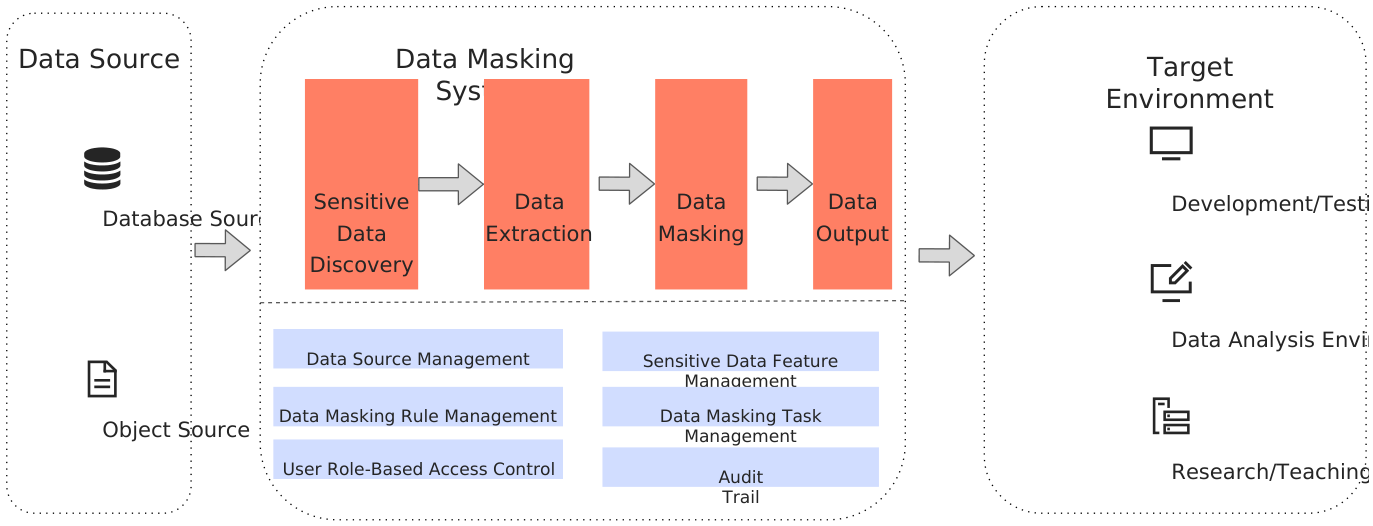 Data Source
Database Sour
Object Source
Data Masking
Sys
Sensitive
Data
Discovery
Data
Extraction
Data
Masking
Data
Output
Data Source Management
Sensitive Data Feature
Management
Data Masking Rule Management
Data Masking Task
Management
User Role-Based Access Control
Audit
Trail
Target
Environment
Development/Testi
Data Analysis Envi
Research/Teaching